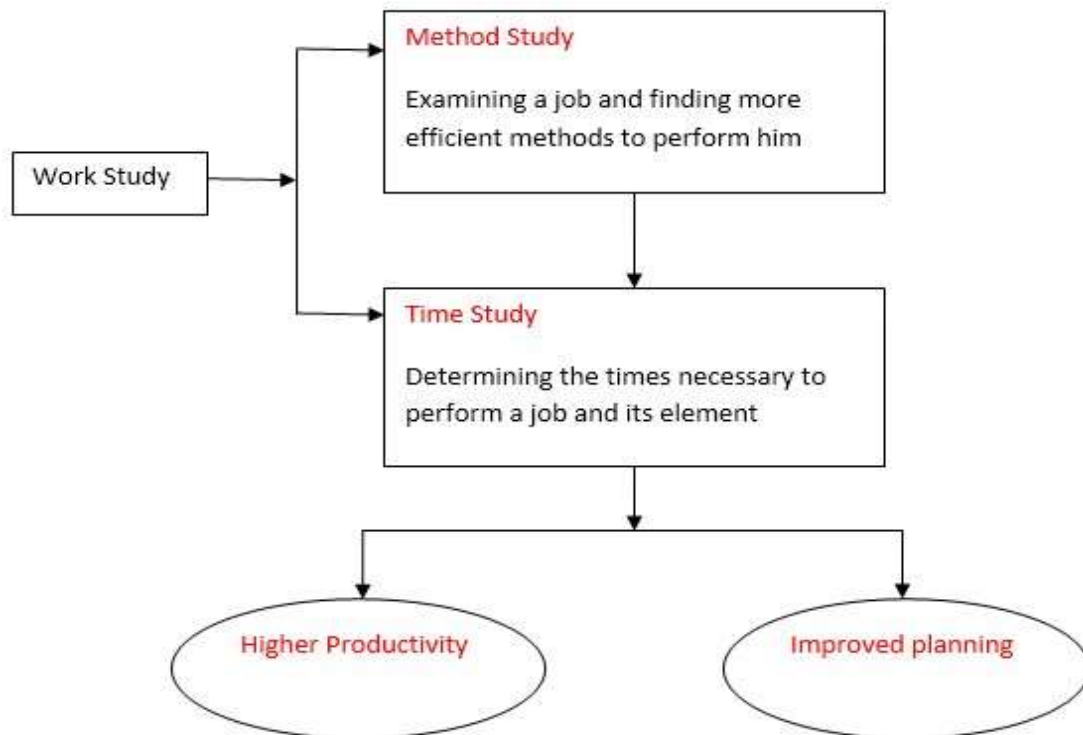 Method Study
Examining a job and finding more
efficient methods to perform him
Work Study
Time Study
Determining the times necessary to
perform a job and its element
Higher Productivity
Improved planning